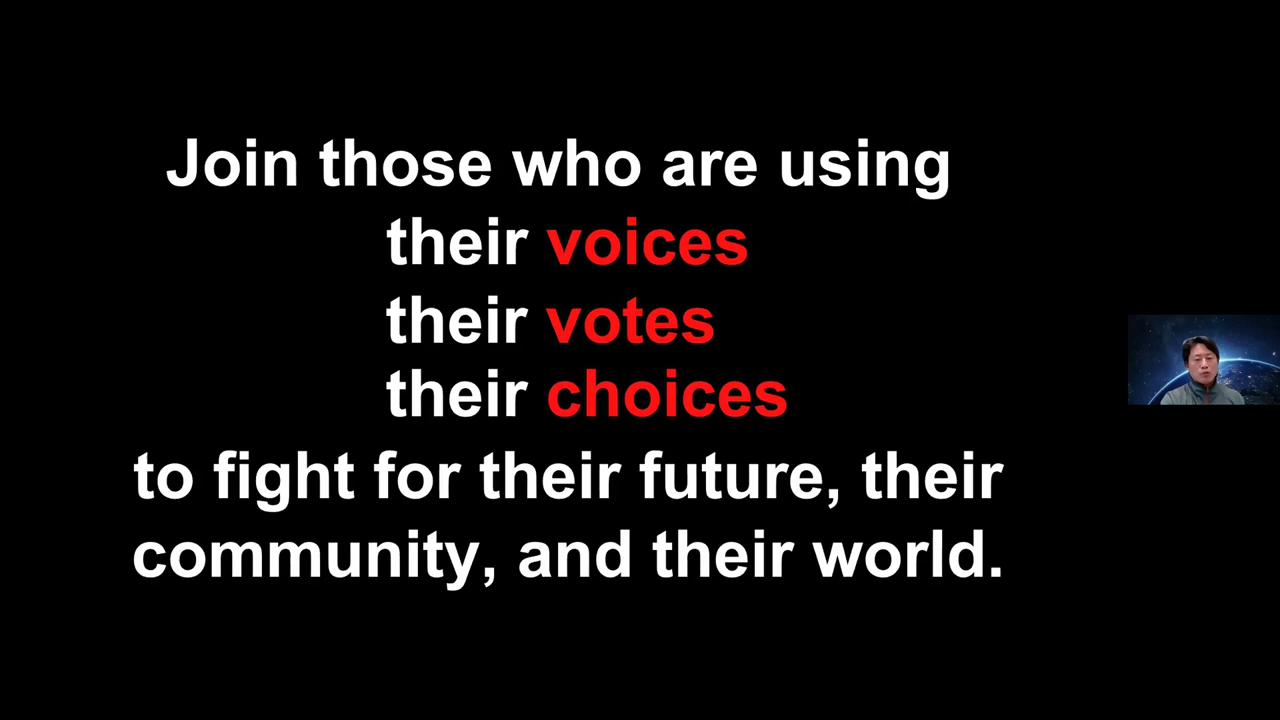 Join those who are using
their voices
their votes
their choices
to fight for their future, their
community, and their world.